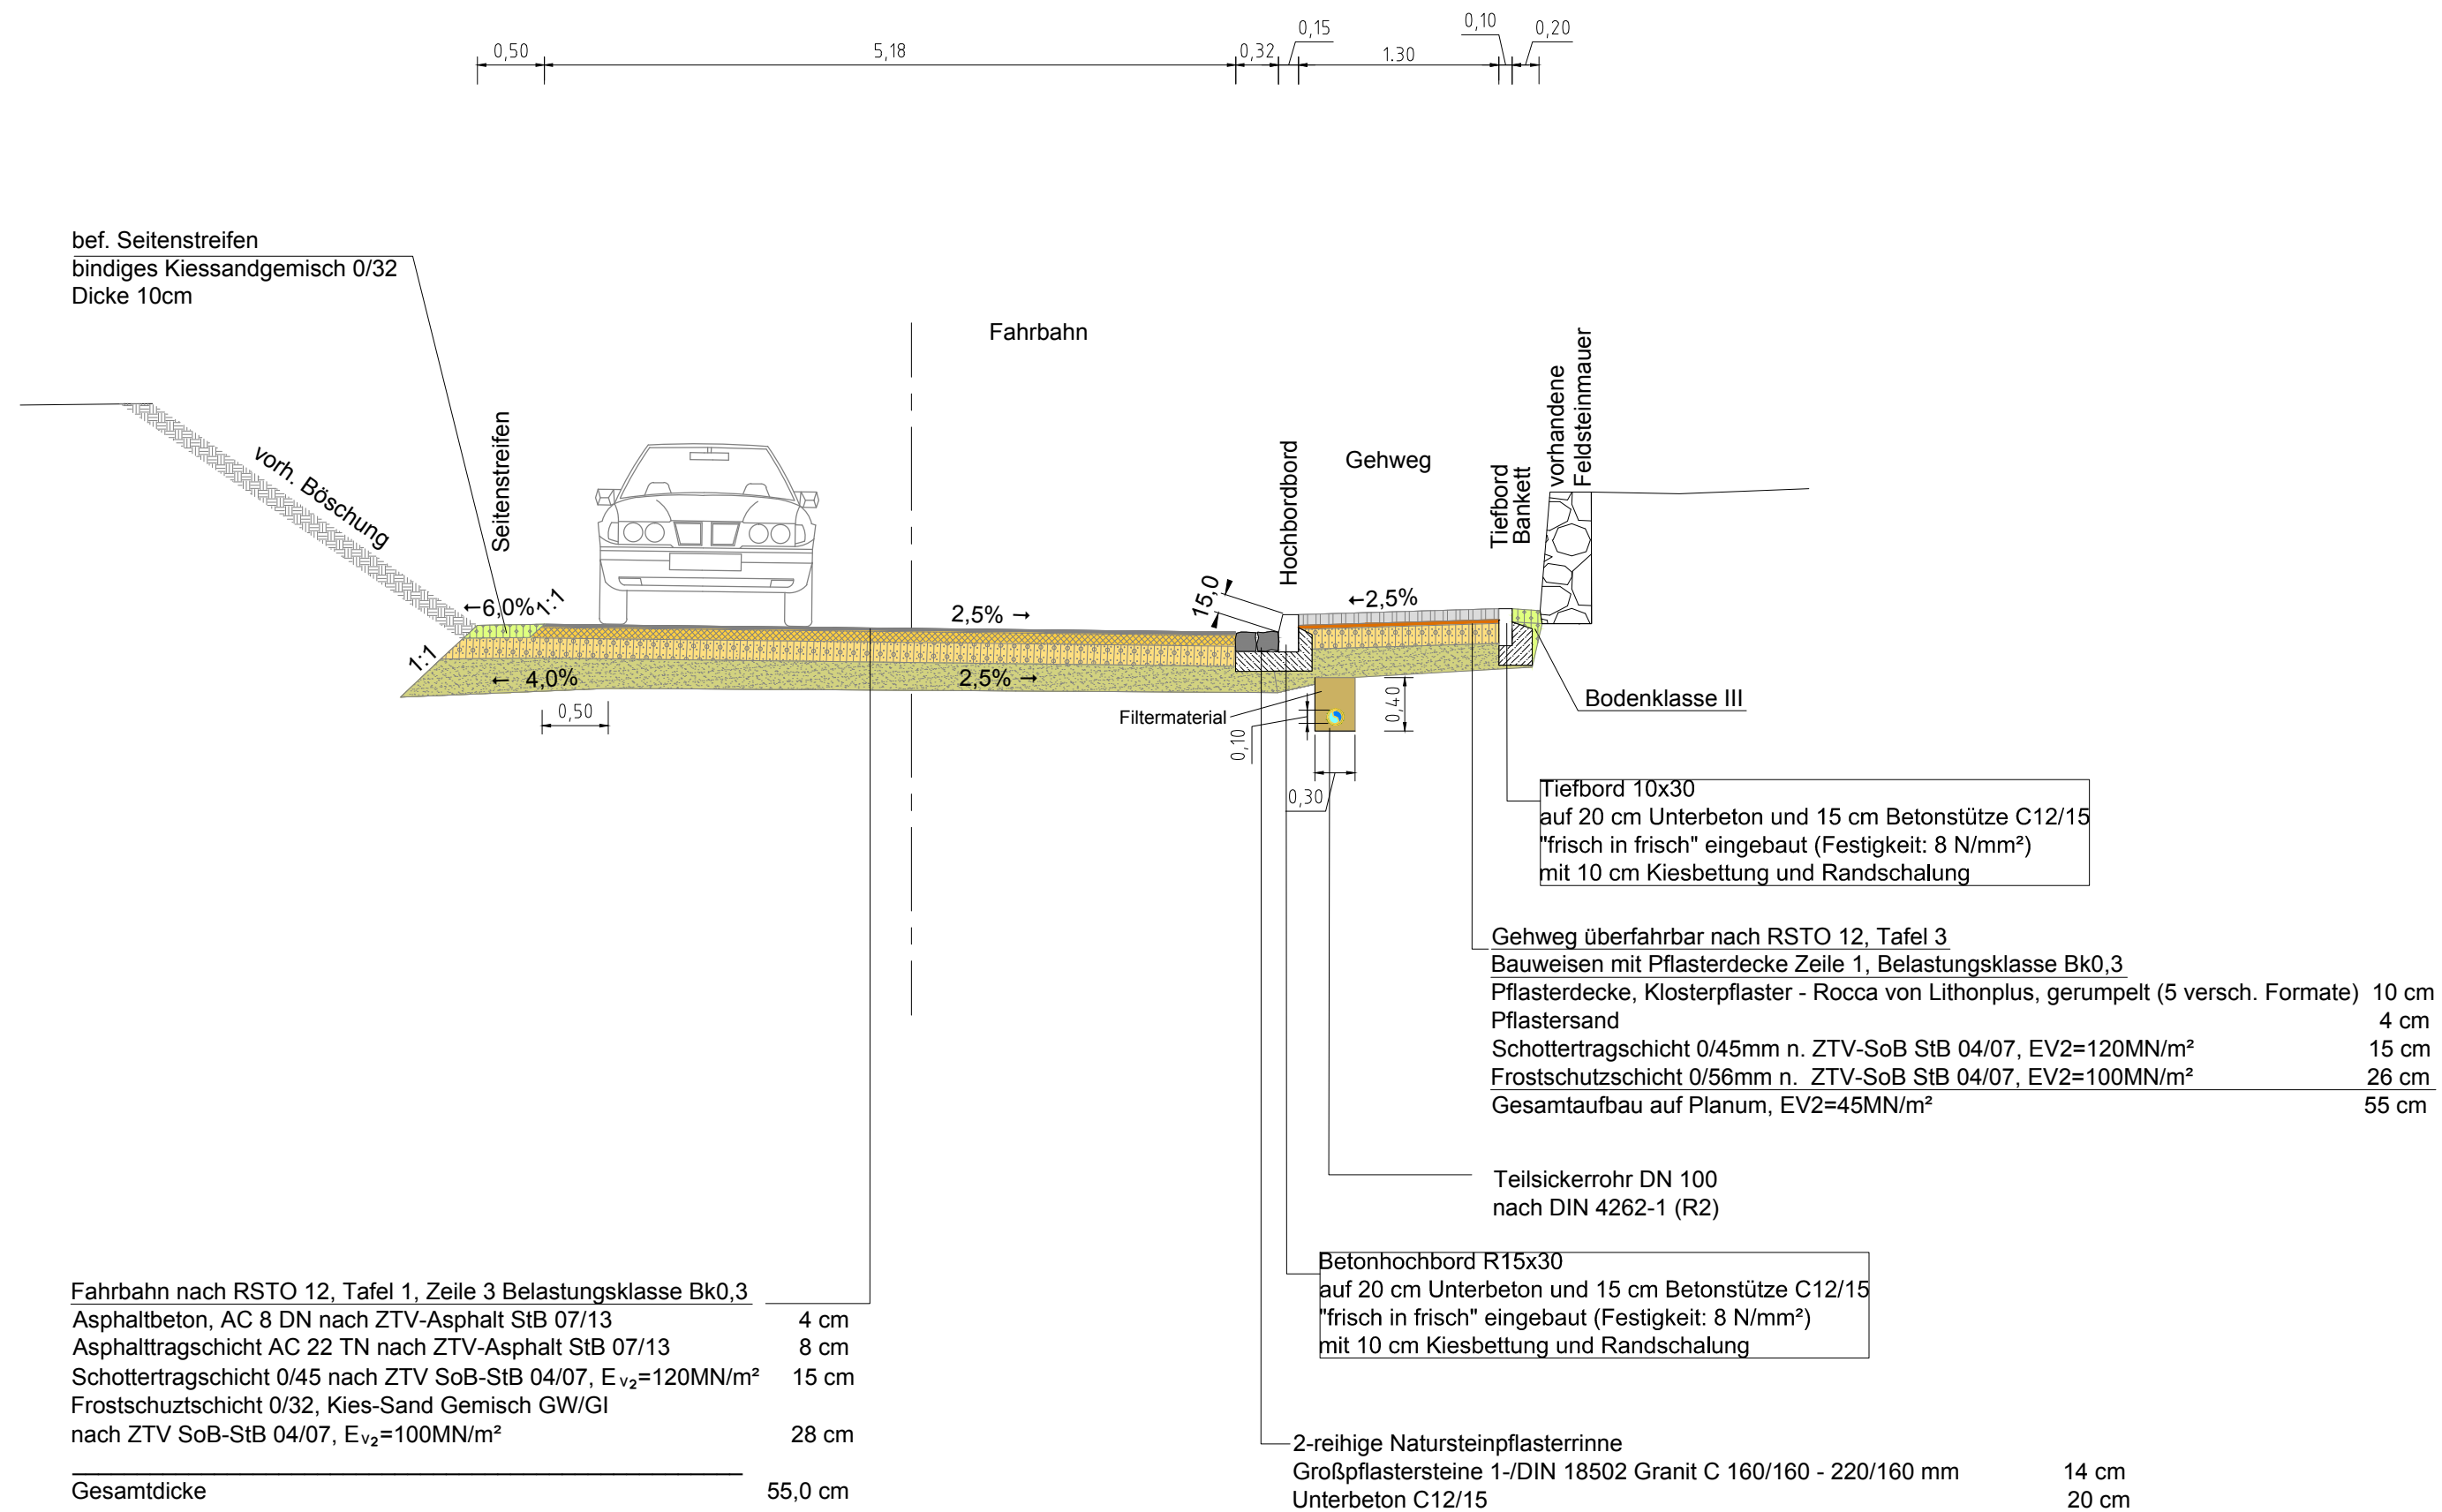 0,50
5,18
0,32
0,15
1.30
0,10
0,20
bef. Seitenstreifen
bindiges Kiessandgemisch 0/32
Dicke 10cm
Fahrbahn
vorh. Böschung
Seitenstreifen
Hochbordbord
Gehweg
Tiefbord
Bankett
vorhandene
Feldsteinmauer
←6,0%
1:1
2,5% →
15,0
←2,5%
1:1
← 4,0%
2,5% →
0,50
Filtermaterial
0,10
0,40
0,30
Bodenklasse III
Tiefbord 10x30
auf 20 cm Unterbeton und 15 cm Betonstütze C12/15
"frisch in frisch" eingebaut (Festigkeit: 8 N/mm²)
mit 10 cm Kiesbettung und Randschalung
Gehweg überfahrbar nach RSTO 12, Tafel 3
Bauweisen mit Pflasterdecke Zeile 1, Belastungsklasse Bk0,3
Pflasterdecke, Klosterpflaster - Rocca von Lithonplus, gerumpelt (5 versch. Formate) 10 cm
Pflastersand 4 cm
Schottertragschicht 0/45mm n. ZTV-SoB StB 04/07, EV2=120MN/m² 15 cm
Frostschutzschicht 0/56mm n. ZTV-SoB StB 04/07, EV2=100MN/m² 26 cm
Gesamtaufbau auf Planum, EV2=45MN/m² 55 cm
Teilsickerrohr DN 100
nach DIN 4262-1 (R2)
Betonhochbord R15x30
auf 20 cm Unterbeton und 15 cm Betonstütze C12/15
"frisch in frisch" eingebaut (Festigkeit: 8 N/mm²)
mit 10 cm Kiesbettung und Randschalung
Fahrbahn nach RSTO 12, Tafel 1, Zeile 3 Belastungsklasse Bk0,3
Asphaltbeton, AC 8 DN nach ZTV-Asphalt StB 07/13 4 cm
Asphalttragschicht AC 22 TN nach ZTV-Asphalt StB 07/13 8 cm
Schottertragschicht 0/45 nach ZTV SoB-StB 04/07, Ev₂=120MN/m² 15 cm
Frostschuztschicht 0/32, Kies-Sand Gemisch GW/GI
nach ZTV SoB-StB 04/07, Ev₂=100MN/m² 28 cm
Gesamtdicke 55,0 cm
2-reihige Natursteinpflasterrinne
Großpflastersteine 1-/DIN 18502 Granit C 160/160 - 220/160 mm 14 cm
Unterbeton C12/15 20 cm